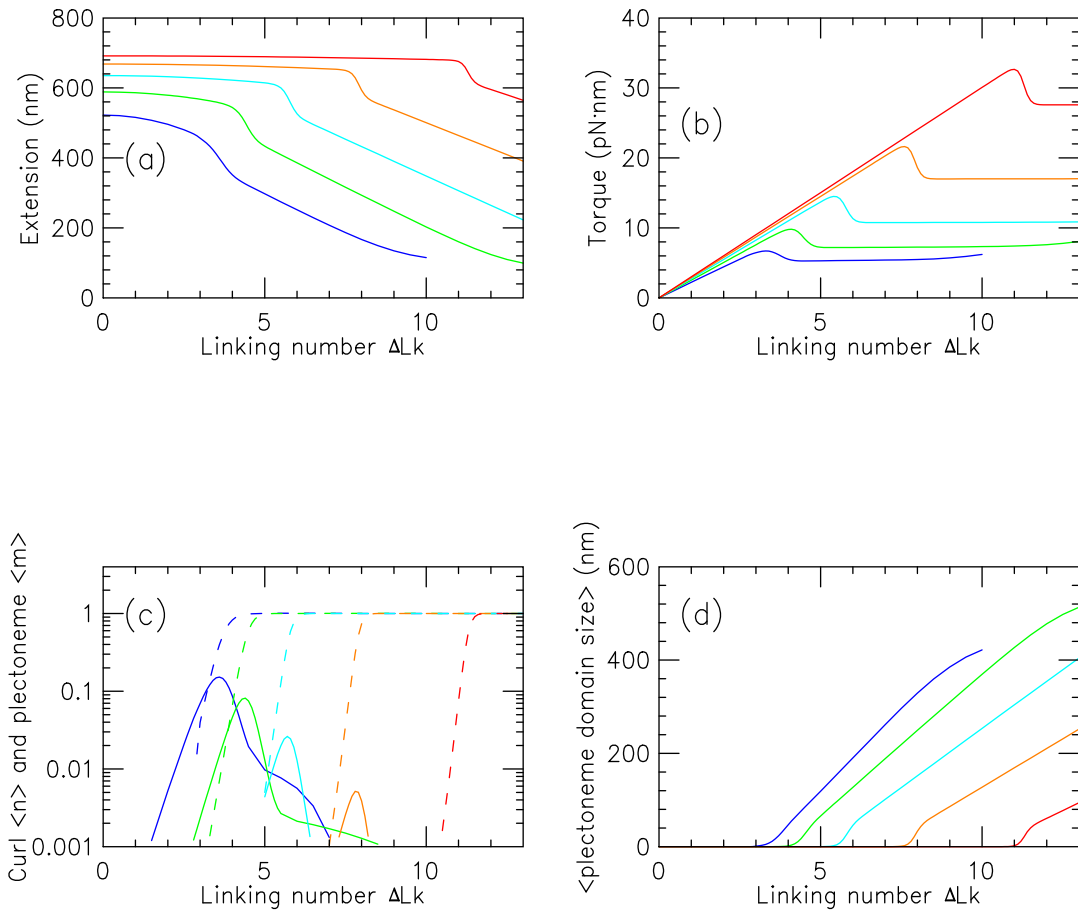 800
600
400
200
0
Extension (nm)
(a)
0
5
10
Linking number ΔLk
40
30
20
10
0
Torque (pN·nm)
(b)
0
5
10
Linking number ΔLk
1
0.1
0.01
0.001
Curl <n> and plectoneme <m>
(c)
0
5
10
Linking number ΔLk
600
400
200
0
<plectoneme domain size> (nm)
(d)
0
5
10
Linking number ΔLk